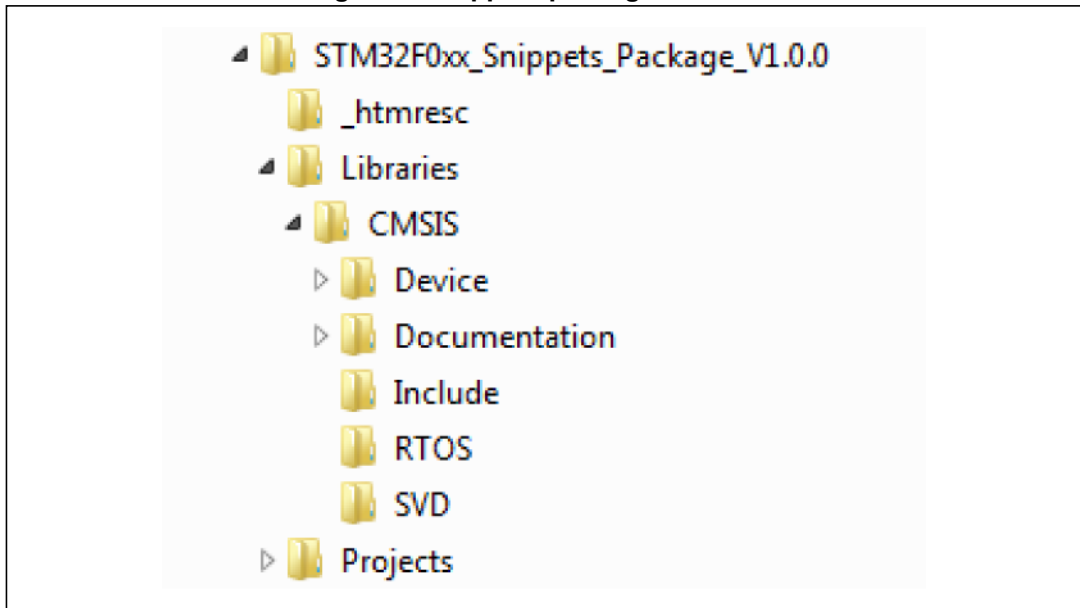 STM32F0xx_Snippets_Package_V1.0.0
_htmresc
Libraries
CMSIS
Device
Documentation
Include
RTOS
SVD
Projects